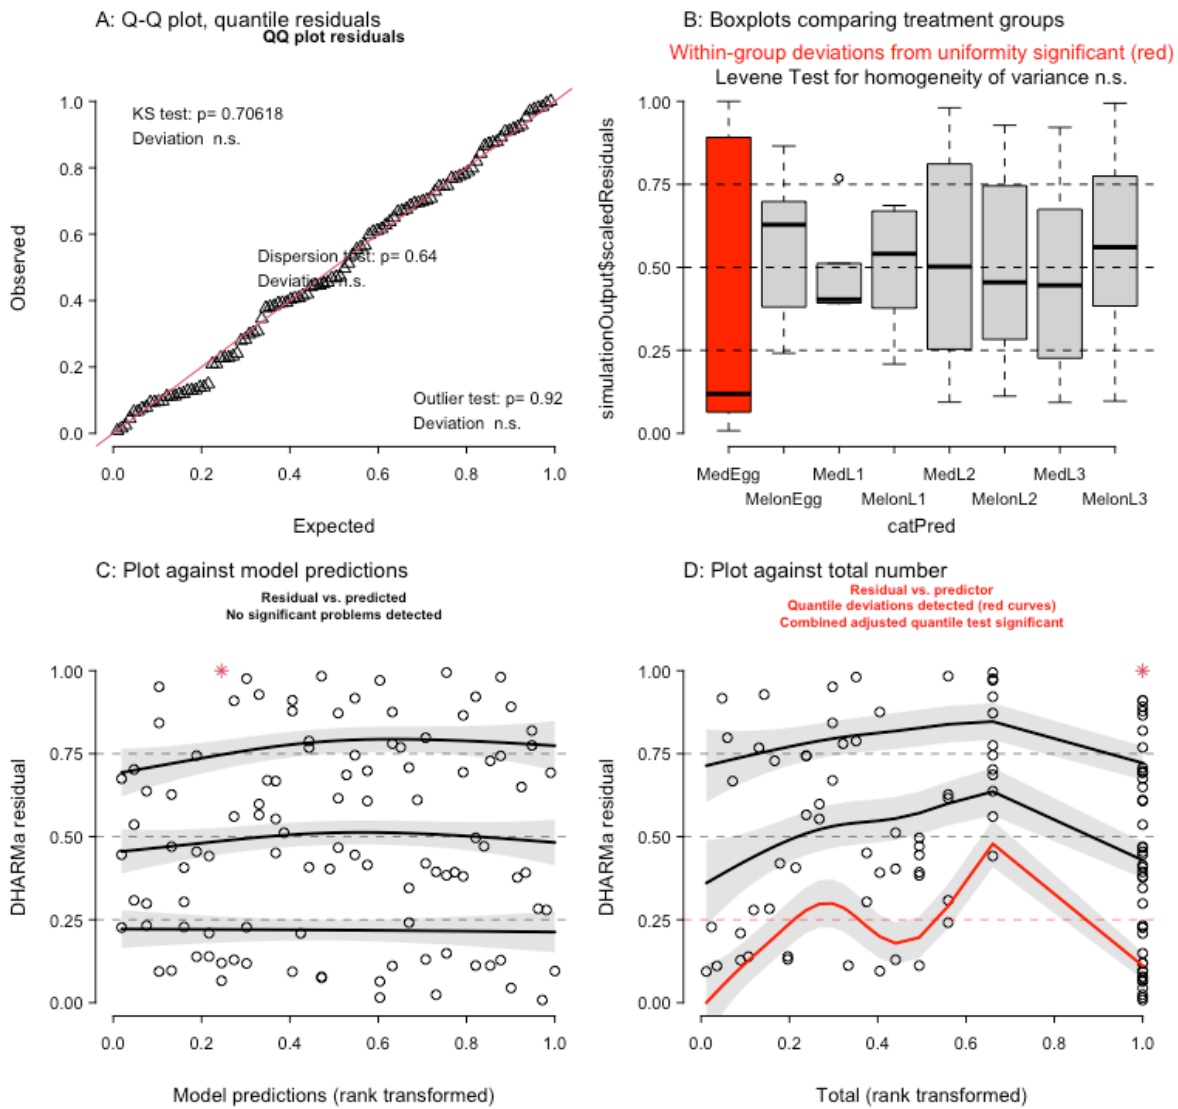 A: Q-Q plot, quantile residuals
QQ plot residuals
KS test: p= 0.70618
Deviation n.s.
Dispersion test: p= 0.64
Deviation n.s.
Outlier test: p= 0.92
Deviation n.s.
1.0
0.8
0.6
0.4
0.2
0.0
Observed
0.0 0.2 0.4 0.6 0.8 1.0
Expected
B: Boxplots comparing treatment groups
Within-group deviations from uniformity significant (red)
Levene Test for homogeneity of variance n.s.
1.00
0.75
0.50
0.25
0.00
simulationOutput$scaledResiduals
MedEgg MedL1 MedL2 MedL3
MelonEgg MelonL1 MelonL2 MelonL3
catPred
C: Plot against model predictions
Residual vs. predicted
No significant problems detected
1.00
0.75
0.50
0.25
0.00
DHARMa residual
0.0 0.2 0.4 0.6 0.8 1.0
Model predictions (rank transformed)
D: Plot against total number
Residual vs. predictor
Quantile deviations detected (red curves)
Combined adjusted quantile test significant
1.00
0.75
0.50
0.25
0.00
DHARMa residual
0.0 0.2 0.4 0.6 0.8 1.0
Total (rank transformed)